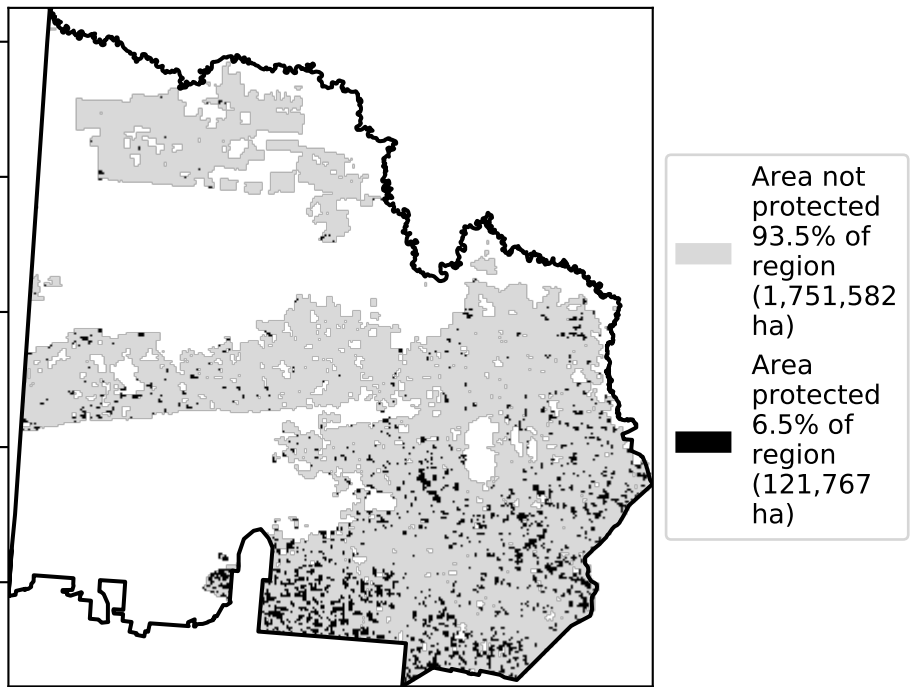 Area not
protected
93.5% of
region
(1,751,582
ha)
Area
protected
6.5% of
region
(121,767
ha)